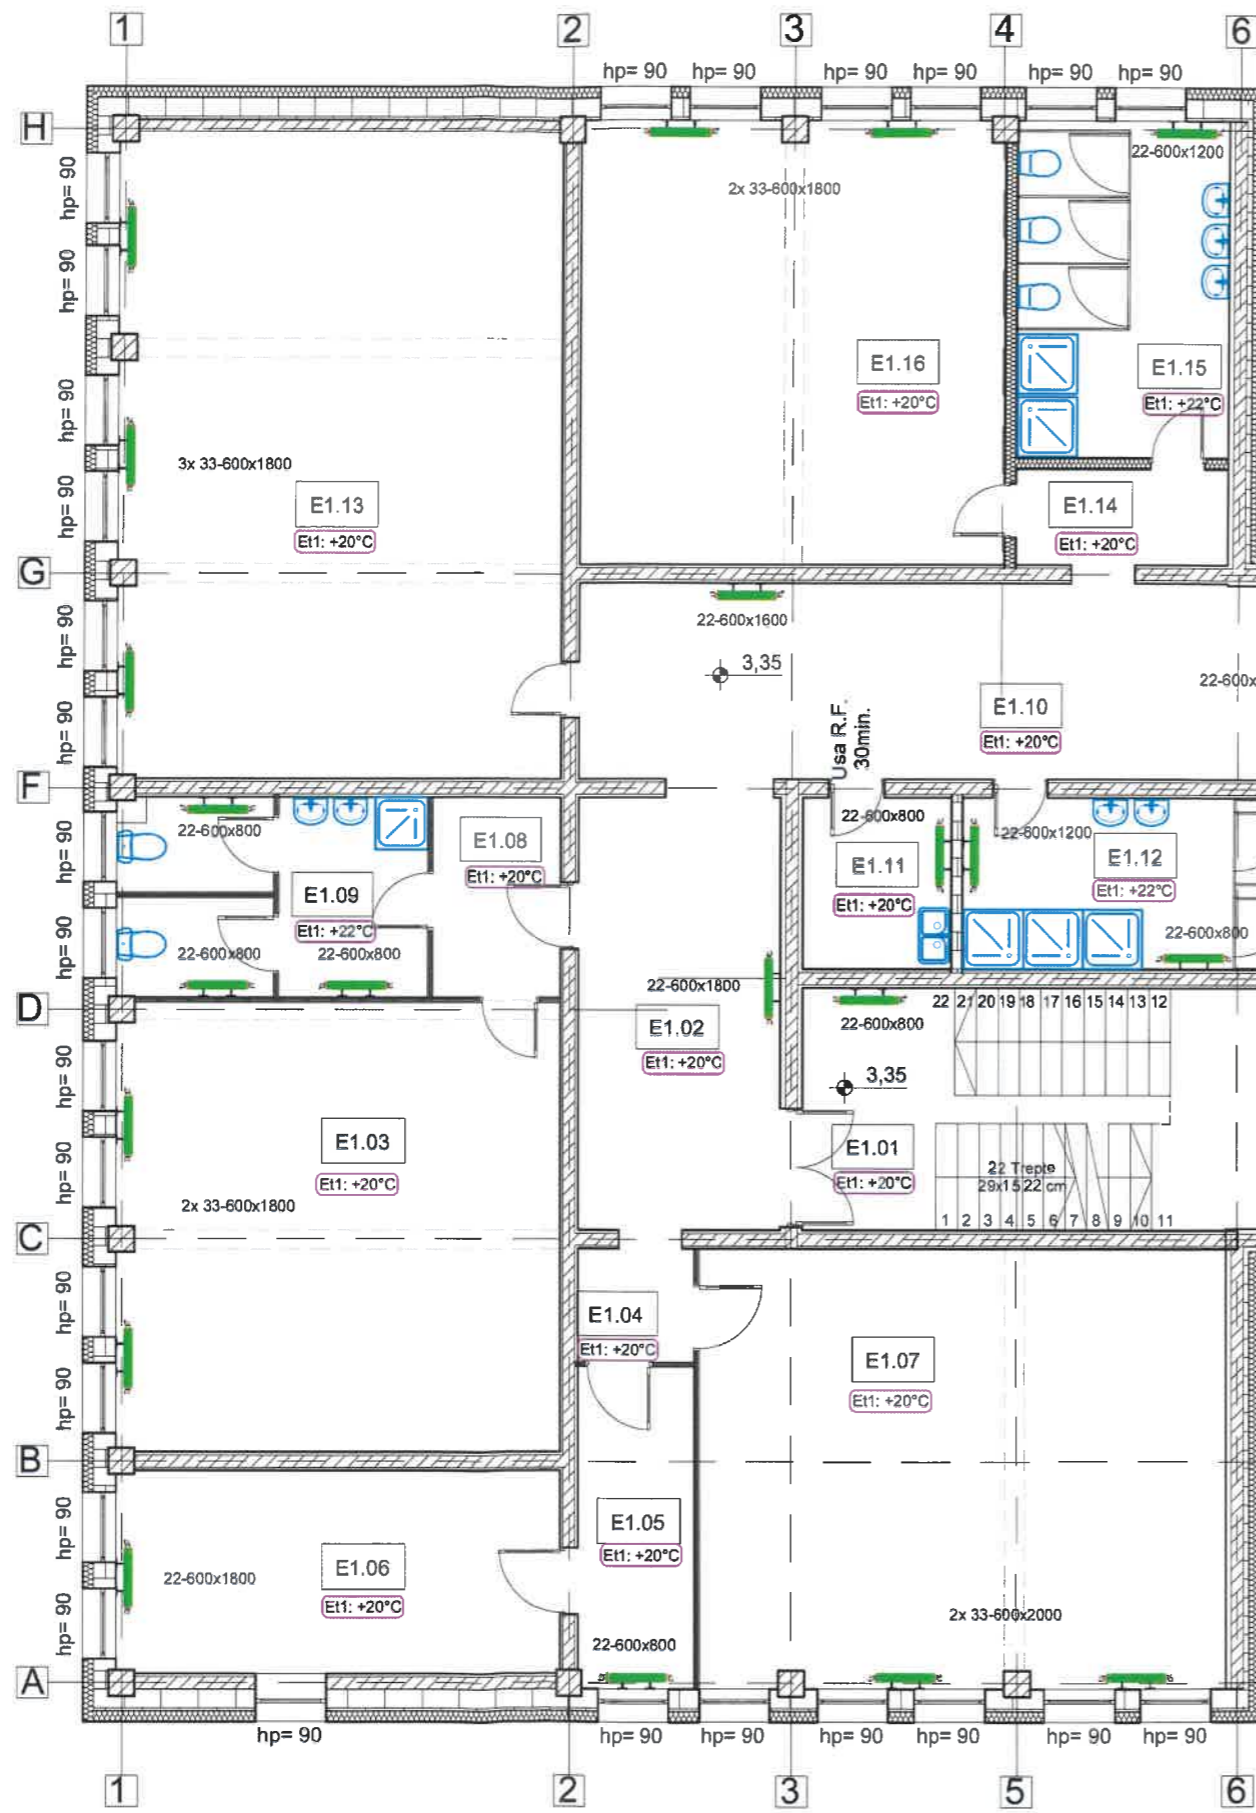 1
2
3
4
6
hp= 90
hp= 90
hp= 90
hp= 90
hp= 90
hp= 90
H
hp= 90
hp= 90
22-600x1200
2x 33-600x1800
E1.16
Et1: +20°C
E1.15
Et1: +22°C
hp= 90
hp= 90
3x 33-600x1800
E1.13
Et1: +20°C
E1.14
Et1: +20°C
G
hp= 90
hp= 90
22-600x1600
3,35
22-600x
E1.10
Et1: +20°C
Usa R.F.
30min.
F
hp= 90
hp= 90
22-600x800
E1.08
Et1: +20°C
E1.09
Et1: +22°C
22-600x800
22-600x800
22-600x800
E1.11
Et1: +20°C
22-600x1200
E1.12
Et1: +22°C
22-600x800
D
22-600x1800
E1.02
Et1: +20°C
22 21 20 19 18 17 16 15 14 13 12
22-600x800
3,35
hp= 90
hp= 90
E1.03
Et1: +20°C
2x 33-600x1800
E1.01
Et1: +20°C
22 Trepte
29x15,22 cm
1 2 3 4 5 6 7 8 9 10 11
C
hp= 90
hp= 90
E1.04
Et1: +20°C
E1.07
Et1: +20°C
B
hp= 90
hp= 90
E1.05
Et1: +20°C
E1.06
Et1: +20°C
22-600x1800
2x 33-600x2000
22-600x800
A
hp= 90
hp= 90
hp= 90
hp= 90
hp= 90
hp= 90
hp= 90
1
2
3
5
6